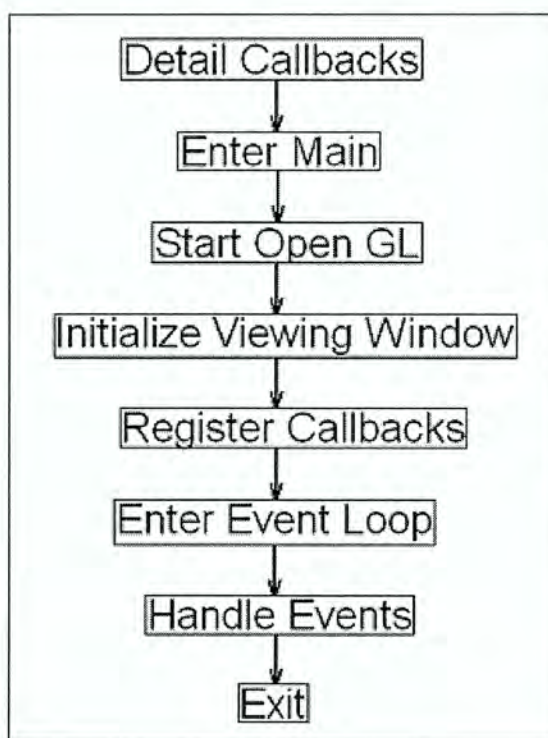 Detail Callbacks
Enter Main
Start Open GL
Initialize Viewing Window
Register Callbacks
Enter Event Loop
Handle Events
Exit